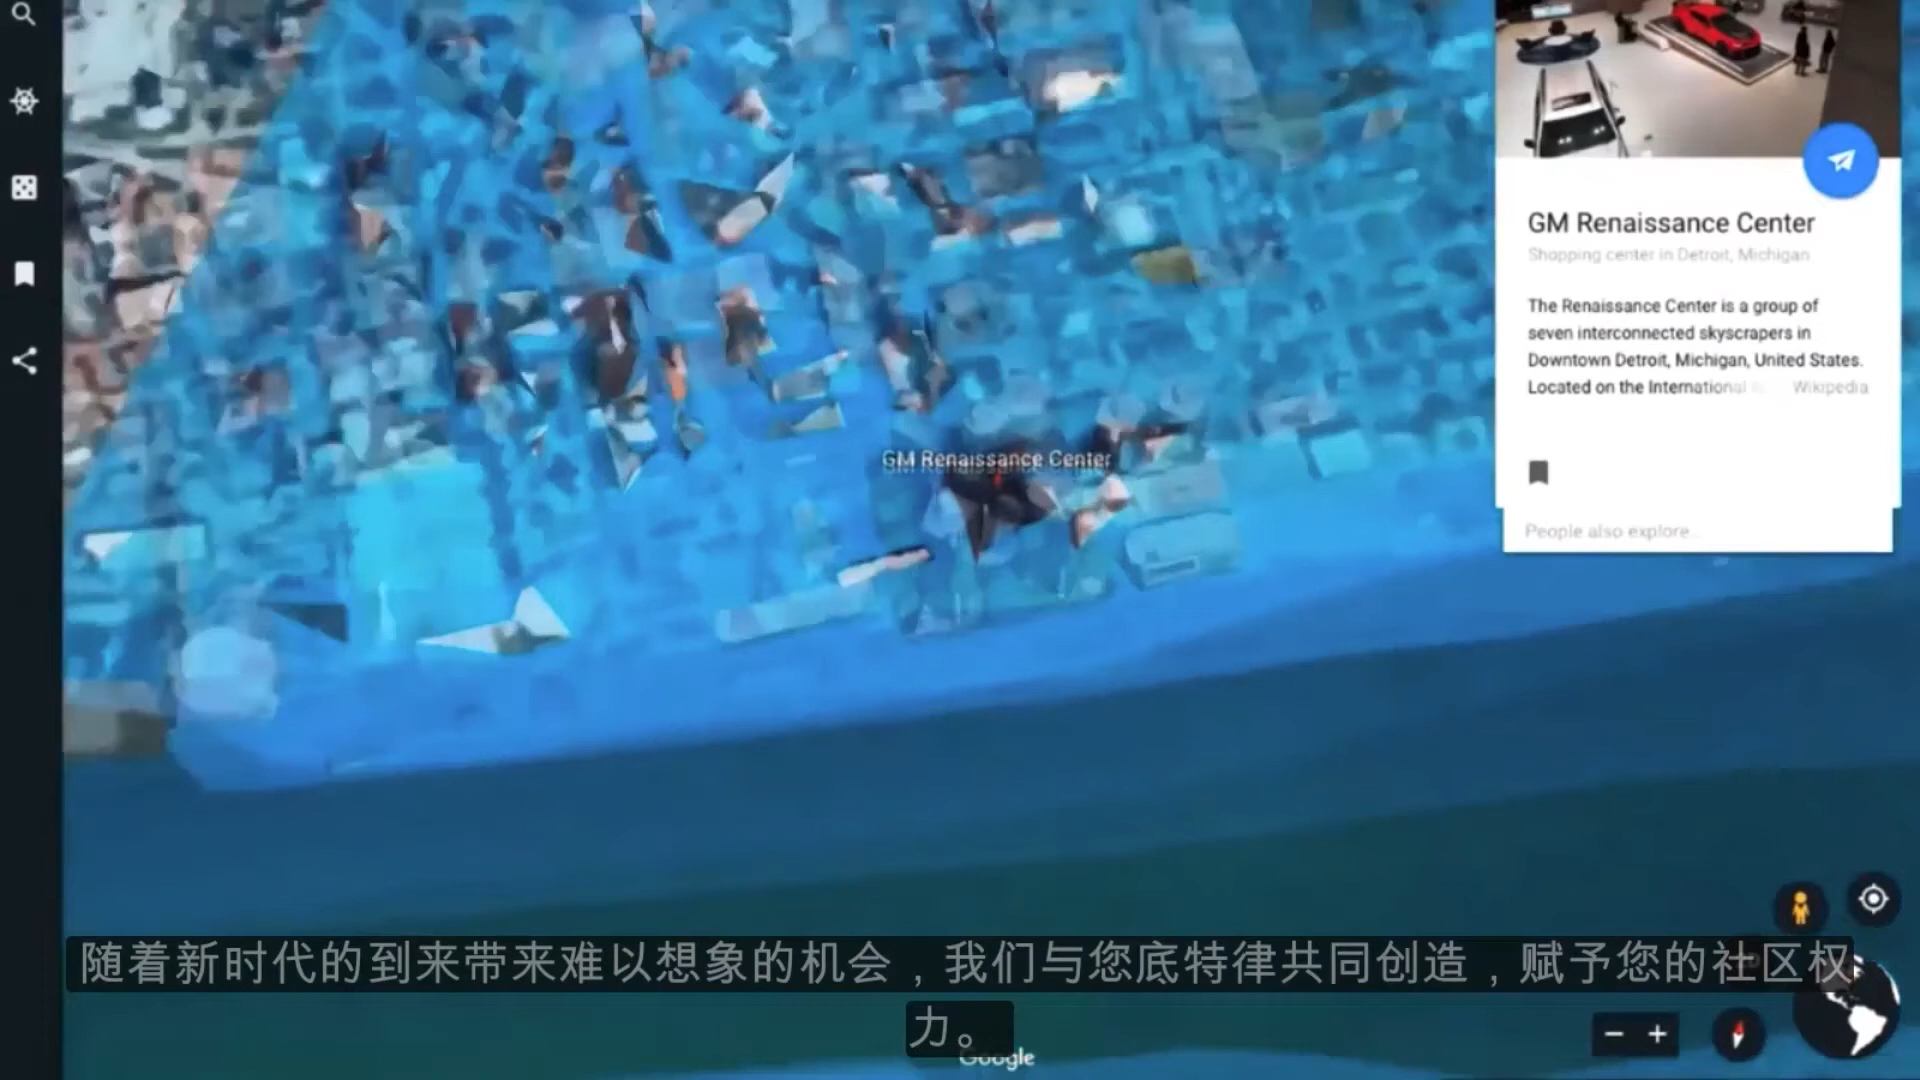 GM Renaissance Center
Shopping center in Detroit, Michigan
The Renaissance Center is a group of
seven interconnected skyscrapers in
Downtown Detroit, Michigan, United States.
Located on the International
Wikipedia
People also explore...
GM Renaissance Center
随着新时代的到来带来难以想象的机会，我们与您底特律共同创造，赋予您的社区权
力。
Google